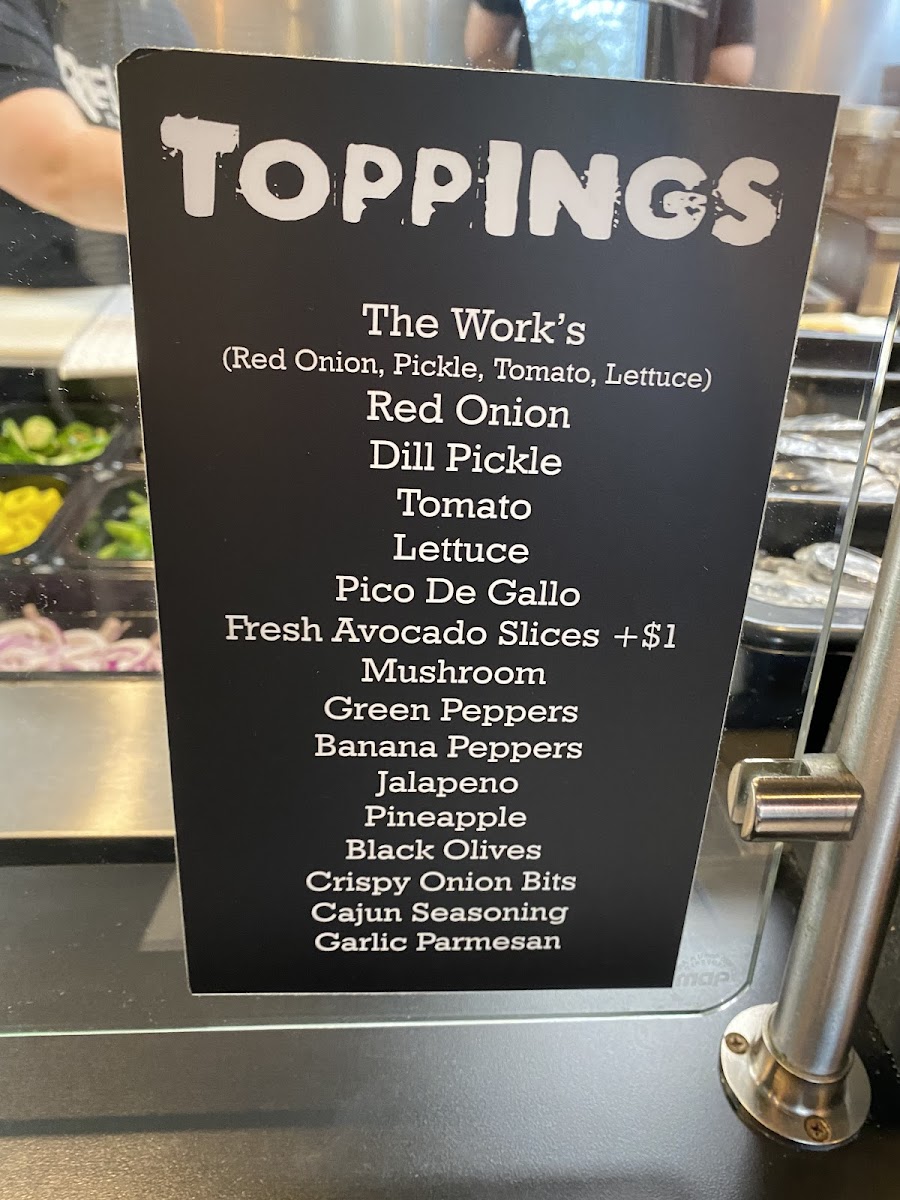 TOPPINGS
The Work's
(Red Onion, Pickle, Tomato, Lettuce)
Red Onion
Dill Pickle
Tomato
Lettuce
Pico De Gallo
Fresh Avocado Slices +$1
Mushroom
Green Peppers
Banana Peppers
Jalapeno
Pineapple
Black Olives
Crispy Onion Bits
Cajun Seasoning
Garlic Parmesan